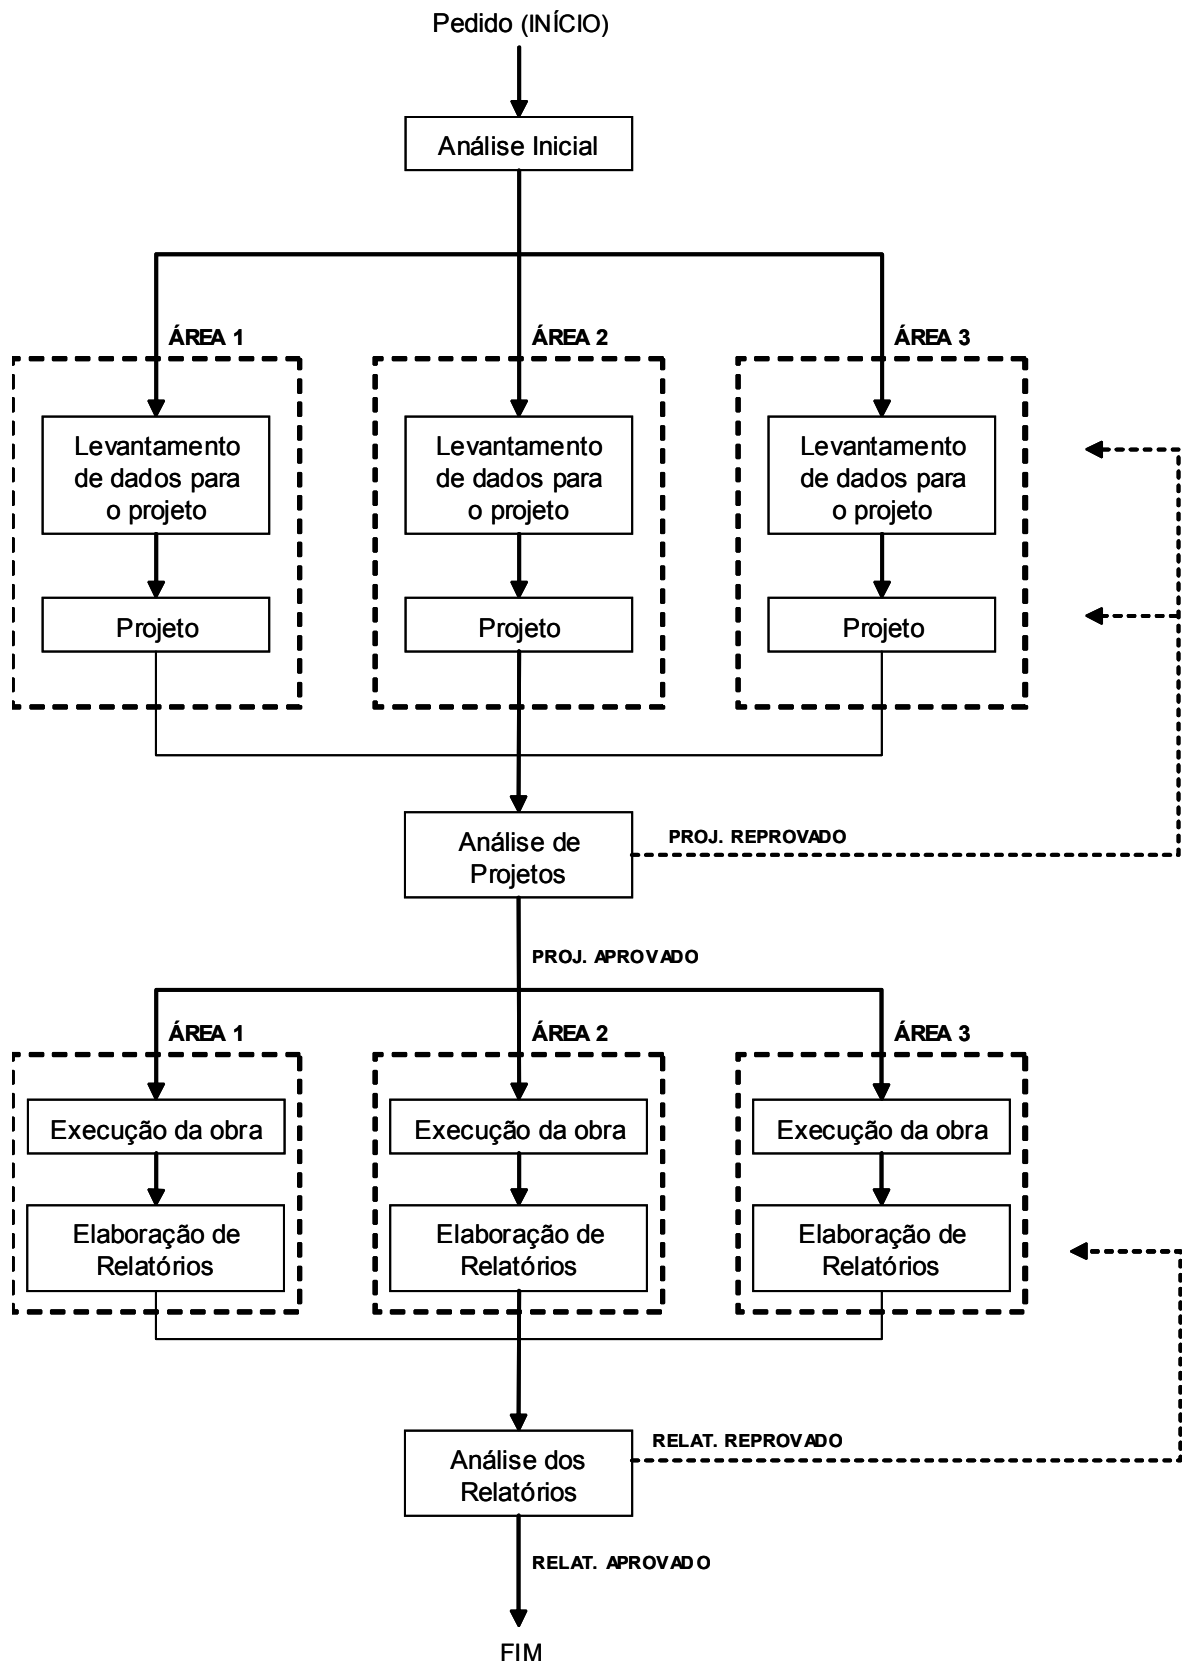 Pedido (INÍCIO)
Análise Inicial
ÁREA 1
ÁREA 2
ÁREA 3
Levantamento
de dados para
o projeto
Levantamento
de dados para
o projeto
Levantamento
de dados para
o projeto
Projeto
Projeto
Projeto
Análise de
Projetos
PROJ. REPROVADO
PROJ. APROVADO
ÁREA 1
ÁREA 2
ÁREA 3
Execução da obra
Execução da obra
Execução da obra
Elaboração de
Relatórios
Elaboração de
Relatórios
Elaboração de
Relatórios
Análise dos
Relatórios
RELAT. REPROVADO
RELAT. APROVADO
FIM